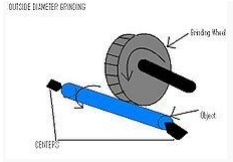 OUTSIDE DIAMETER GRINDING
Grinding Wheel
Object
CENTERS